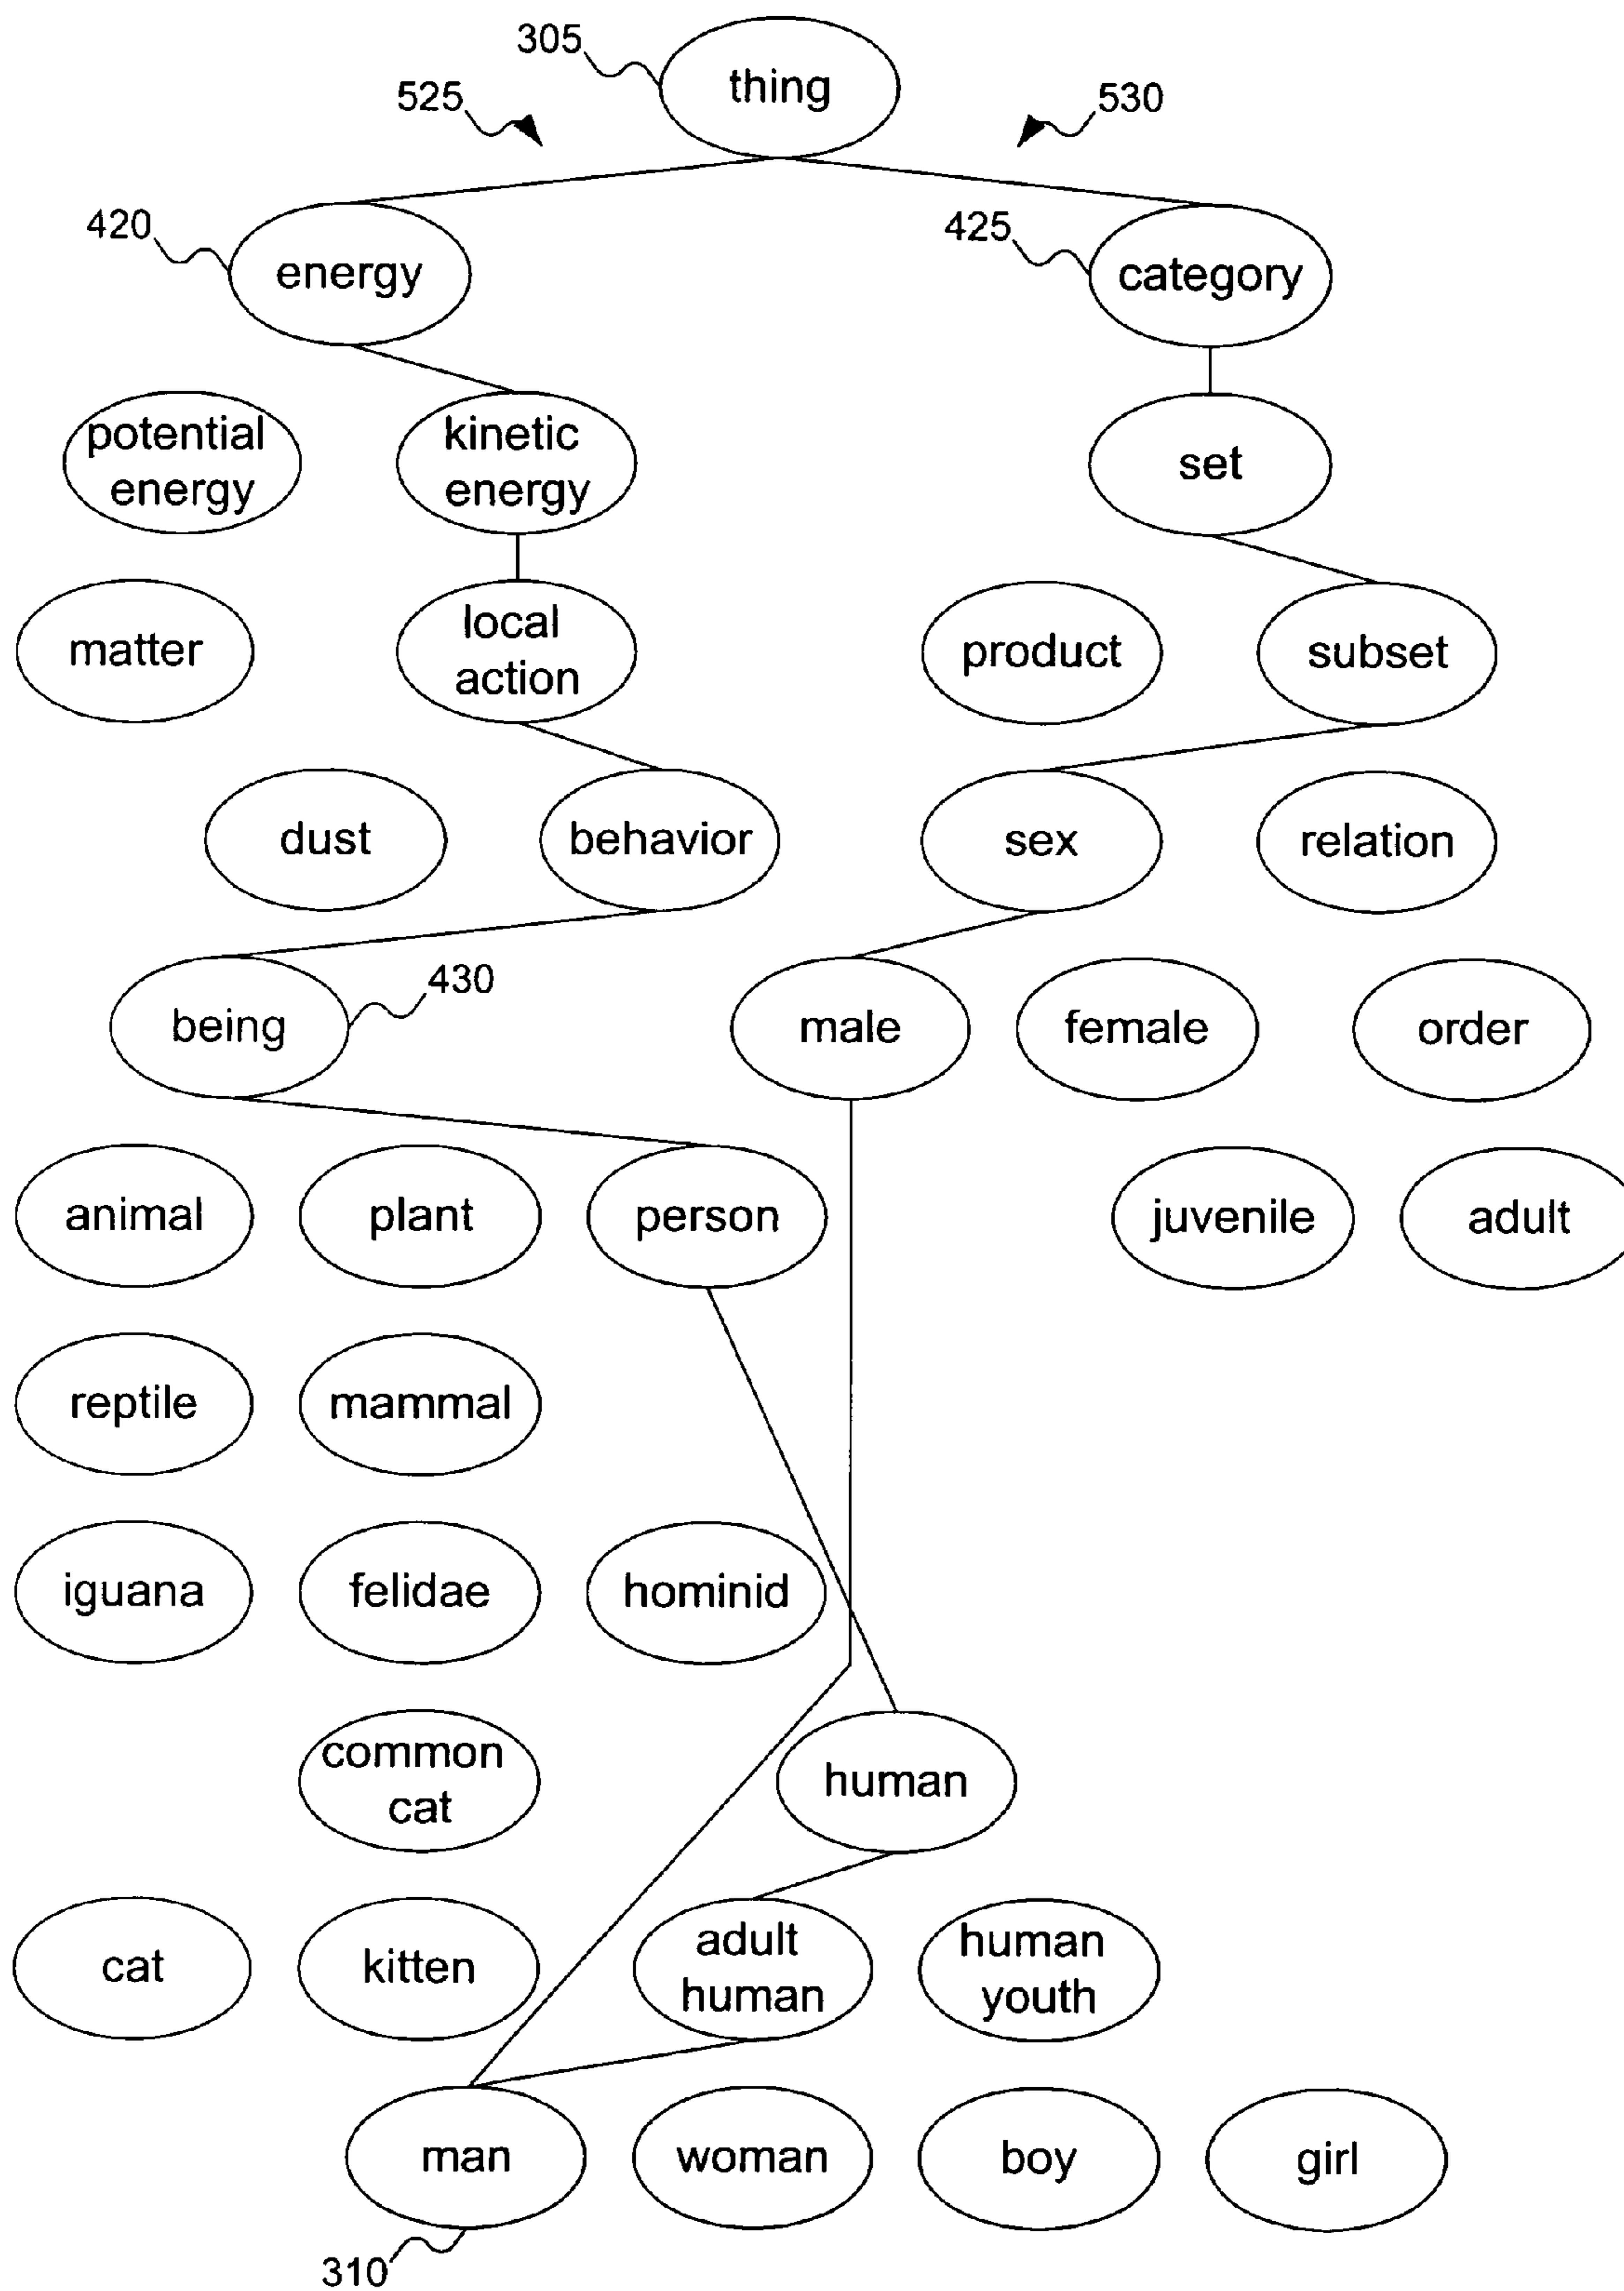 305
thing
525
530
420
energy
425
category
potential
energy
kinetic
energy
set
matter
local
action
product
subset
dust
behavior
sex
relation
being
430
male
female
order
animal
plant
person
juvenile
adult
reptile
mammal
iguana
felidae
hominid
common
cat
human
cat
kitten
adult
human
human
youth
man
woman
boy
girl
310